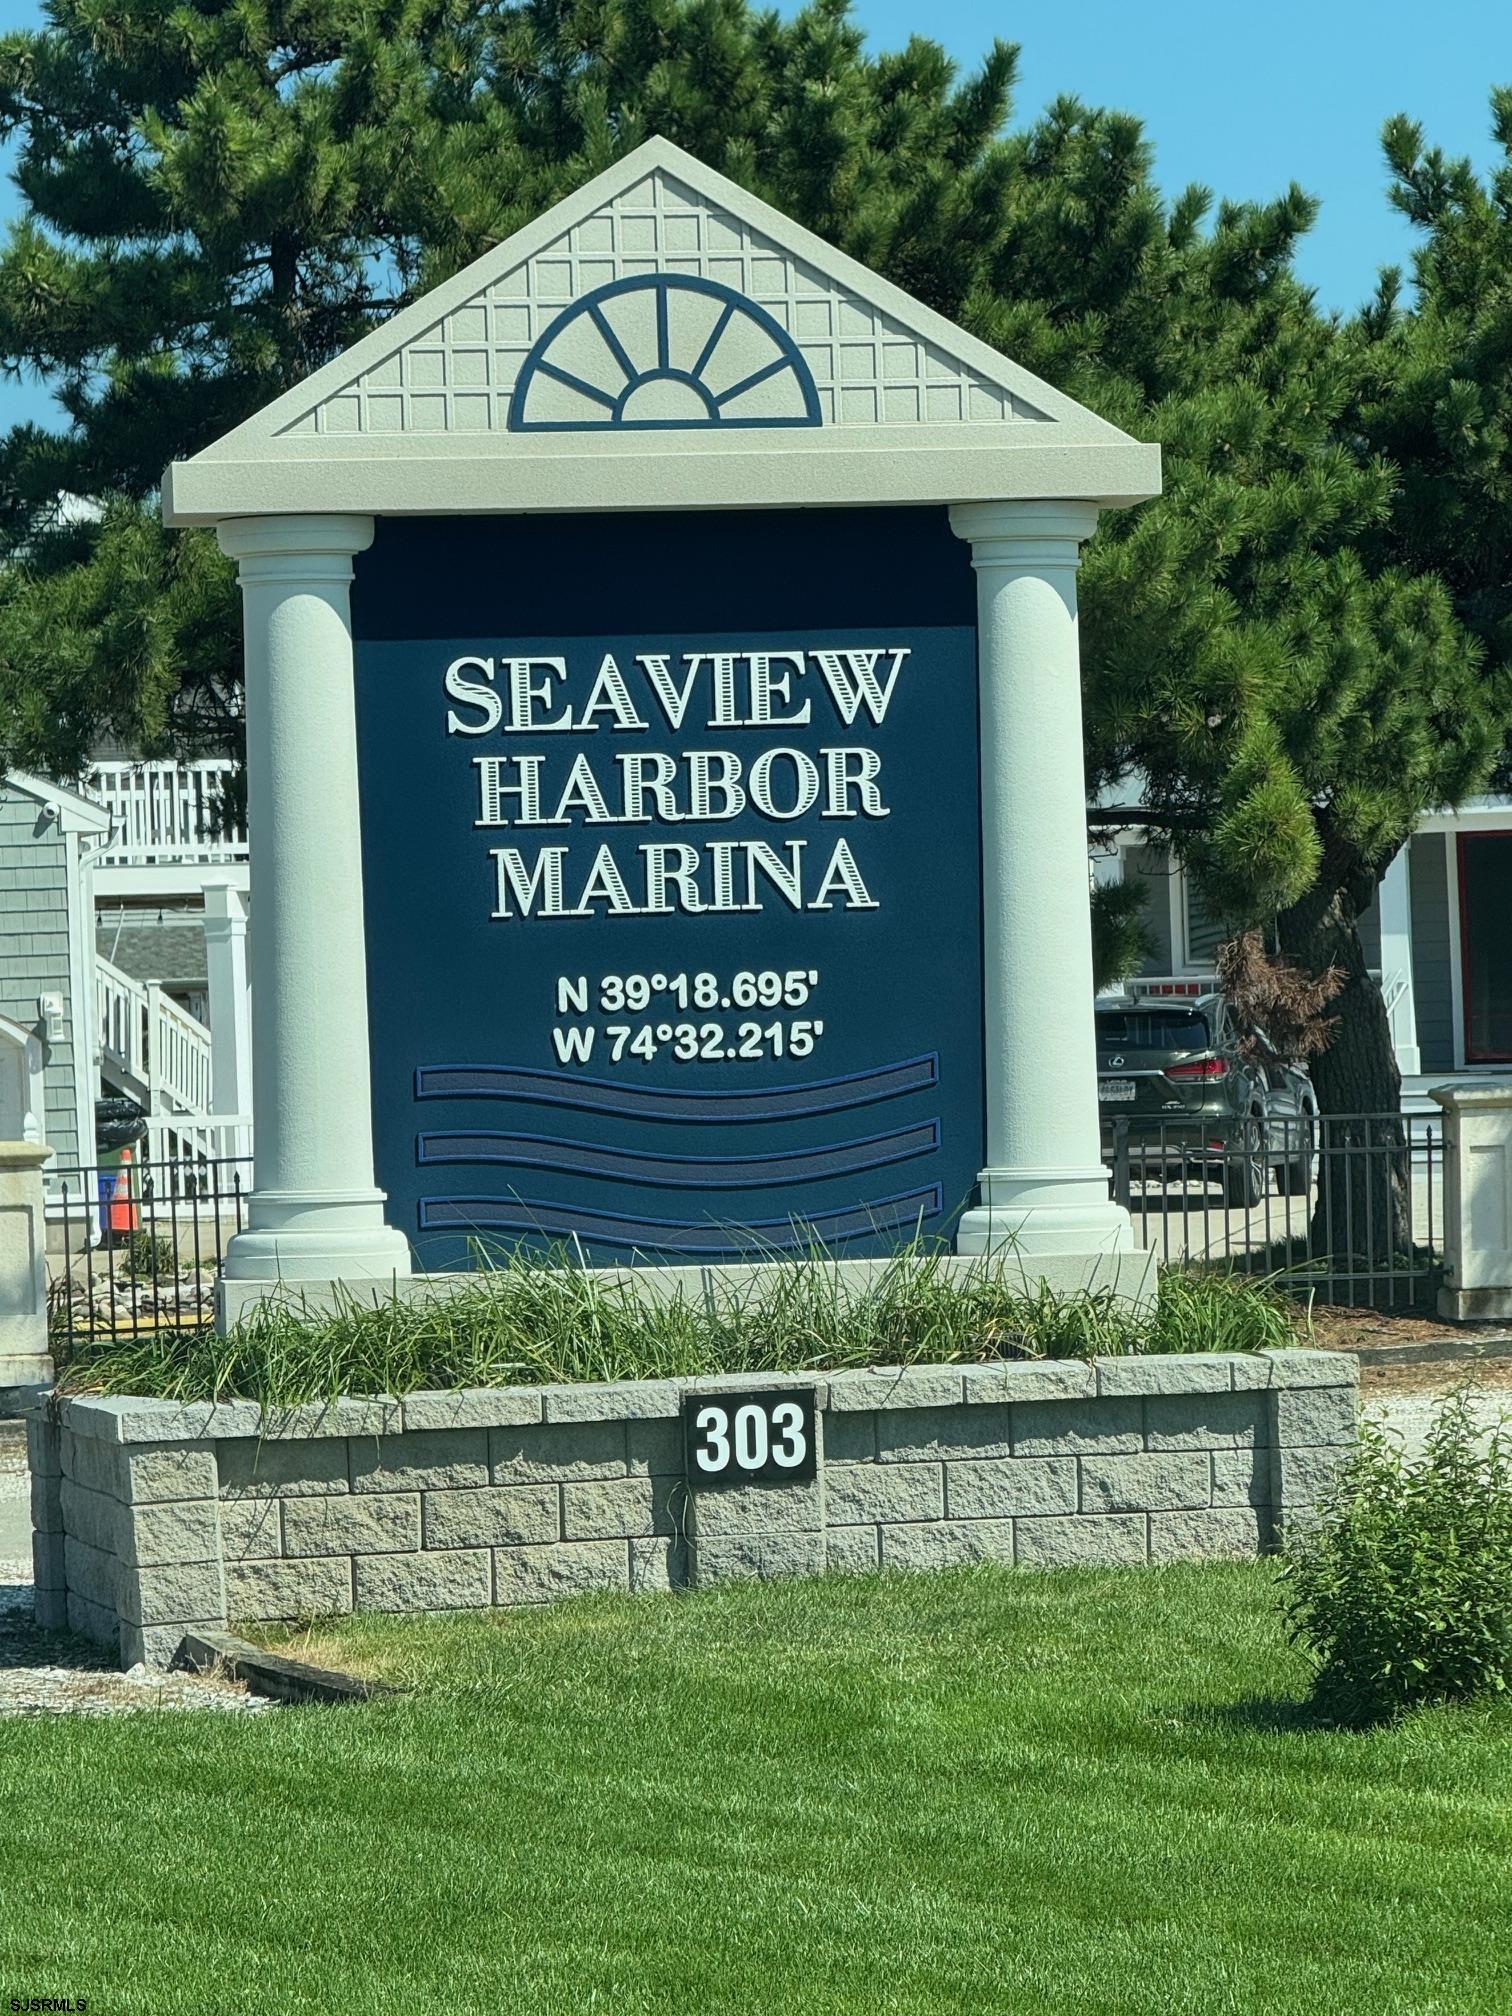 SEAVIEW
HARBOR
MARINA
N 39°18.695'
W 74°32.215'
303
SJSRMLS